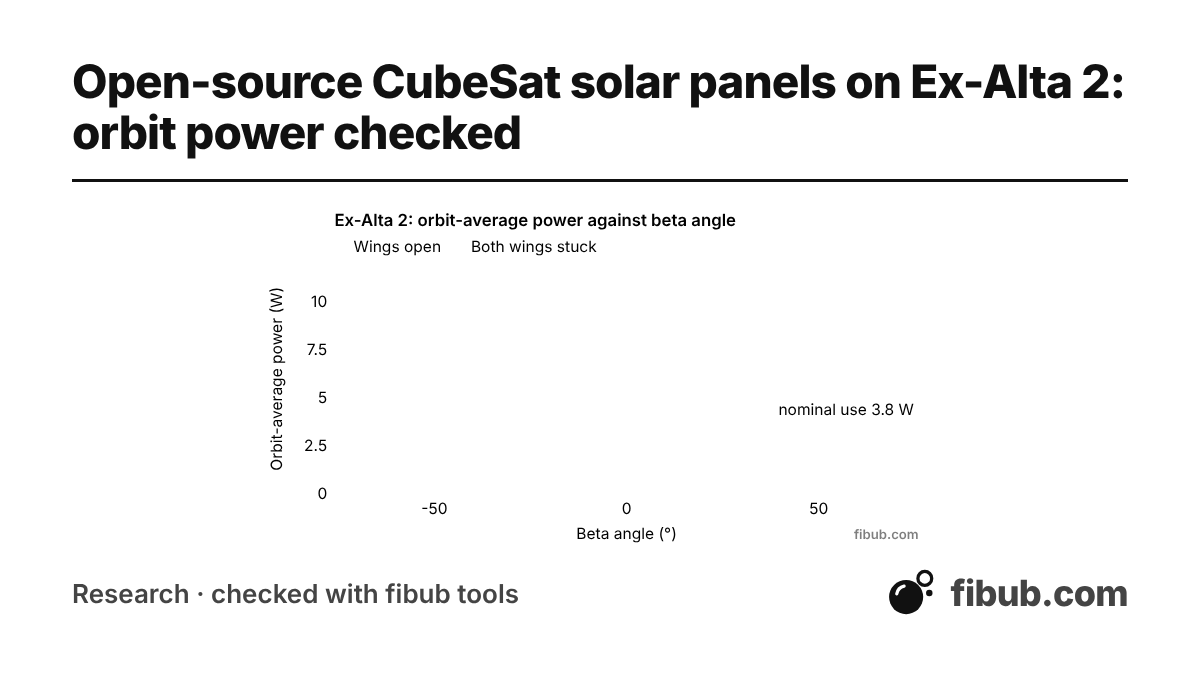 Open-source CubeSat solar panels on Ex-Alta 2:
orbit power checked
Ex-Alta 2: orbit-average power against beta angle
Wings open
Both wings stuck
Orbit-average power (W)
10
7.5
5
2.5
0
nominal use 3.8 W
-50
0
50
Beta angle (°)
fibub.com
Research · checked with fibub tools
fibub.com